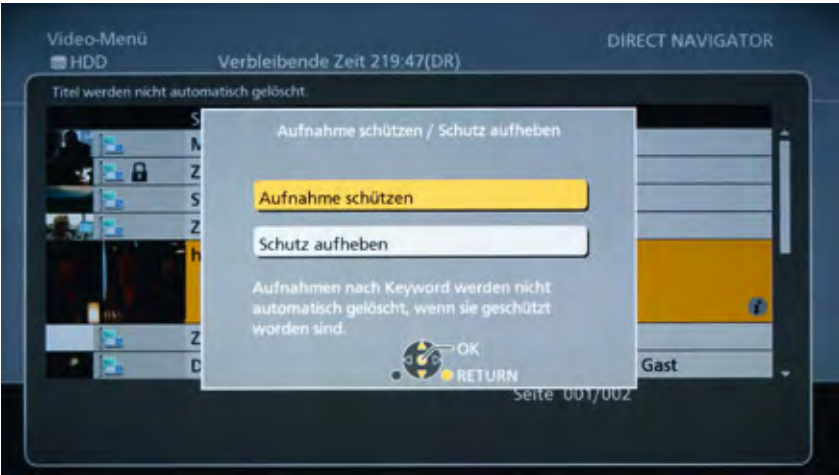 Video-Menü
DIRECT NAVIGATOR
HDD
Verbleibende Zeit 219:47(DR)
Titel werden nicht automatisch gelöscht.
S
Aufnahme schützen / Schutz aufheben
M
Z
Aufnahme schützen
S
Z
Schutz aufheben
h
Aufnahmen nach Keyword werden nicht
automatisch gelöscht, wenn sie geschützt
worden sind.
i
Z
OK
D
Gast
RETURN
Seite 001/002